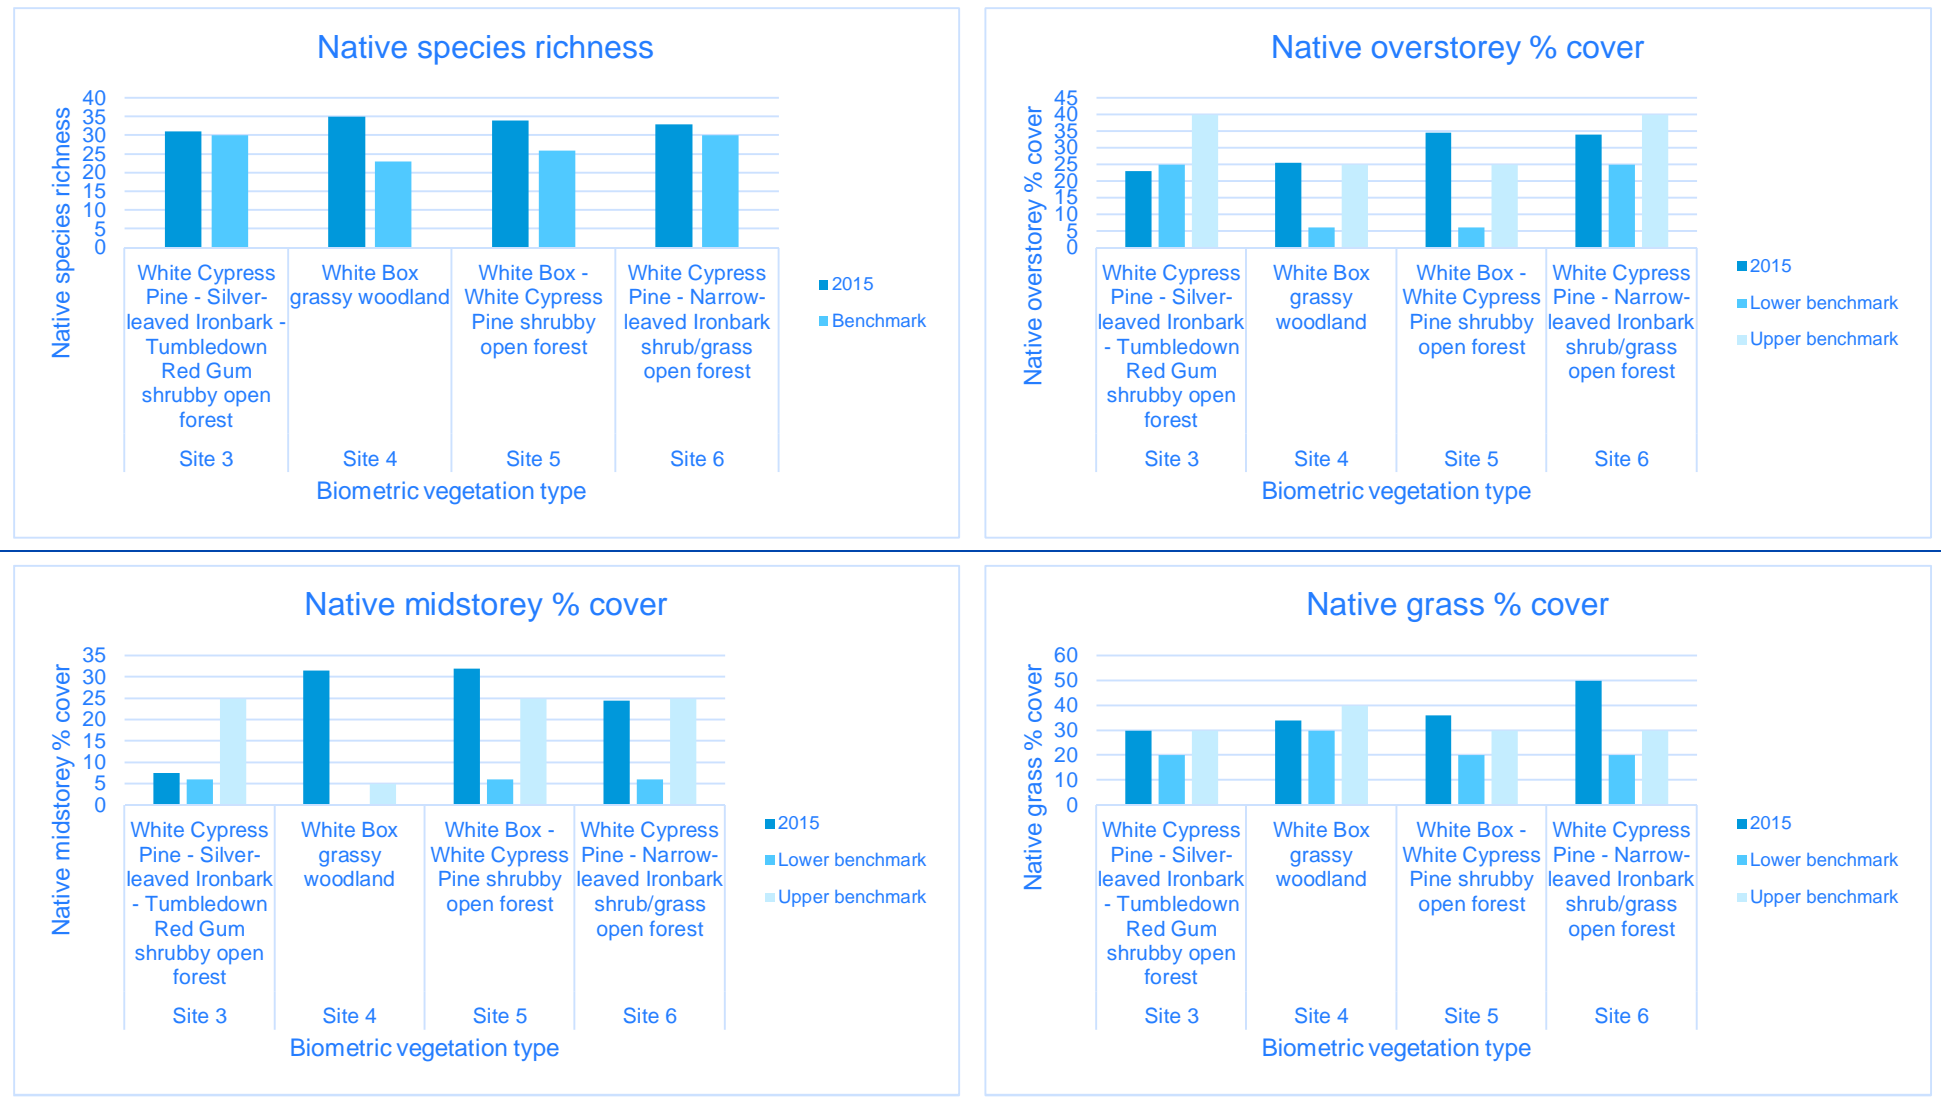 Native species richness
Native species richness
40
35
30
25
20
15
10
5
0
White Cypress
Pine - Silver-
leaved Ironbark -
Tumbledown
Red Gum
shrubby open
forest
White Box
grassy woodland
White Box -
White Cypress
Pine shrubby
open forest
White Cypress
Pine - Narrow-
leaved Ironbark
shrub/grass
open forest
Site 3
Site 4
Site 5
Site 6
Biometric vegetation type
2015
Benchmark
Native overstorey % cover
Native overstorey % cover
45
40
35
30
25
20
15
10
5
0
White Cypress
Pine - Silver-
leaved Ironbark
- Tumbledown
Red Gum
shrubby open
forest
White Box
grassy
woodland
White Box -
White Cypress
Pine shrubby
open forest
White Cypress
Pine - Narrow-
leaved Ironbark
shrub/grass
open forest
Site 3
Site 4
Site 5
Site 6
Biometric vegetation type
2015
Lower benchmark
Upper benchmark
Native midstorey % cover
Native midstorey % cover
35
30
25
20
15
10
5
0
White Cypress
Pine - Silver-
leaved Ironbark
- Tumbledown
Red Gum
shrubby open
forest
White Box
grassy
woodland
White Box -
White Cypress
Pine shrubby
open forest
White Cypress
Pine - Narrow-
leaved Ironbark
shrub/grass
open forest
Site 3
Site 4
Site 5
Site 6
Biometric vegetation type
2015
Lower benchmark
Upper benchmark
Native grass % cover
Native grass % cover
60
50
40
30
20
10
0
White Cypress
Pine - Silver-
leaved Ironbark
- Tumbledown
Red Gum
shrubby open
forest
White Box
grassy
woodland
White Box -
White Cypress
Pine shrubby
open forest
White Cypress
Pine - Narrow-
leaved Ironbark
shrub/grass
open forest
Site 3
Site 4
Site 5
Site 6
Biometric vegetation type
2015
Lower benchmark
Upper benchmark